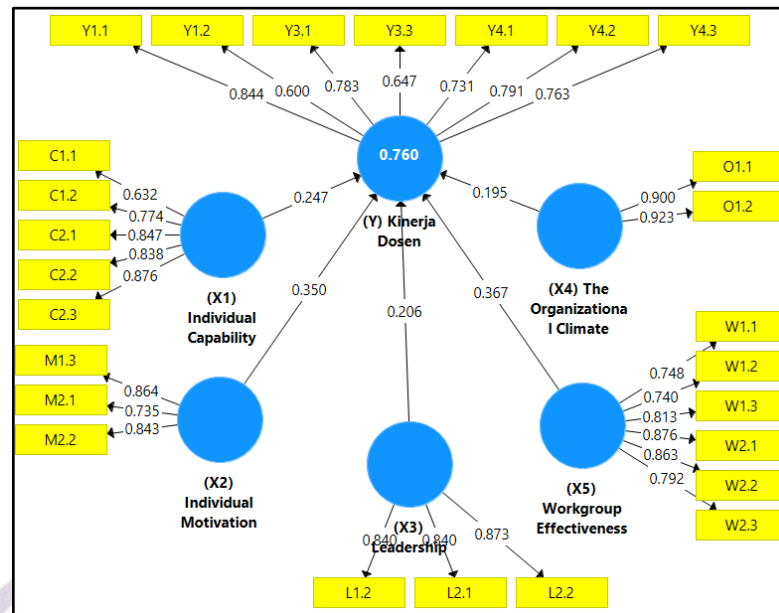 Y1.1 Y1.2 Y3.1 Y3.3 Y4.1 Y4.2 Y4.3
0.844 0.600 0.783 0.647 0.731 0.791 0.763
0.760
(Y) Kinerja
Dosen
C1.1
C1.2
C2.1
C2.2
C2.3
0.632
0.774
0.847
0.838
0.876
0.247
(X1)
Individual
Capability
0.195
O1.1
O1.2
0.900
0.923
(X4) The
Organizationa
l Climate
0.350
0.206
0.367
M1.3
M2.1
M2.2
0.864
0.735
0.843
(X2)
Individual
Motivation
W1.1
W1.2
W1.3
W2.1
W2.2
W2.3
0.748
0.740
0.813
0.876
0.863
0.792
(X5)
Workgroup
Effectiveness
(X3)
Leadership
0.840 0.840 0.873
L1.2 L2.1 L2.2